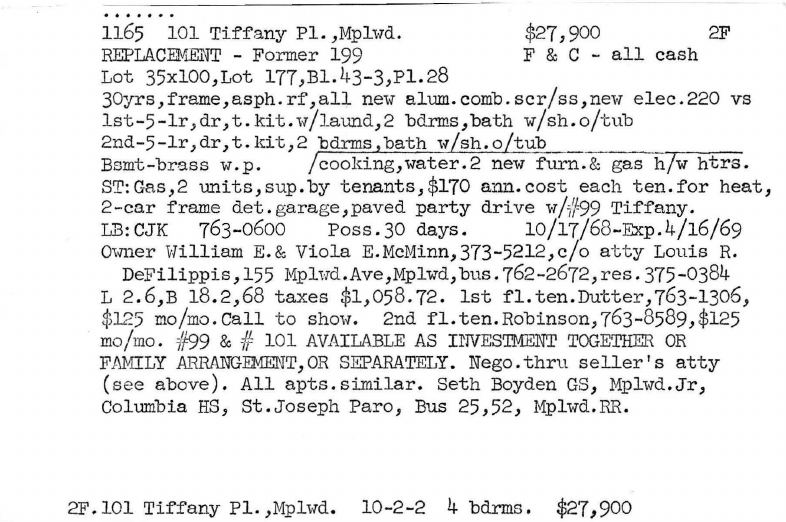 .......
1165 101 Tiffany Pl.,Mplwd. $27,900 2F
REPLACEMENT - Former 199 F & C - all cash
Lot 35x100,Lot 177,Bl.43-3,Pl.28
30yrs,frame,asph.rf,all new alum.comb.scr/ss,new elec.220 vs
1st-5-lr,dr,t.kit.w/laund,2 bdrms,bath w/sh.o/tub
2nd-5-lr,dr,t.kit,2 bdrms,bath w/sh.o/tub
Bsmt-brass w.p. /cooking,water.2 new furn.& gas h/w htrs.
ST:Gas,2 units,sup.by tenants,$170 ann.cost each ten.for heat,
2-car frame det.garage,paved party drive w/#99 Tiffany.
LB:CJK 763-0600 Poss.30 days. 10/17/68-Exp.4/16/69
Owner William E.& Viola E.McMinn,373-5212,c/o atty Louis R.
DeFilippis,155 Mplwd.Ave,Mplwd,bus.762-2672,res.375-0384
L 2.6,B 18.2,68 taxes $1,058.72. 1st fl.ten.Dutter,763-1306,
$125 mo/mo.Call to show. 2nd fl.ten.Robinson,763-8589,$125
mo/mo. #99 & # 101 AVAILABLE AS INVESTMENT TOGETHER OR
FAMILY ARRANGEMENT,OR SEPARATELY. Nego.thru seller's atty
(see above). All apts.similar. Seth Boyden GS, Mplwd.Jr,
Columbia HS, St.Joseph Paro, Bus 25,52, Mplwd.RR.
2F.101 Tiffany Pl.,Mplwd. 10-2-2 4 bdrms. $27,900